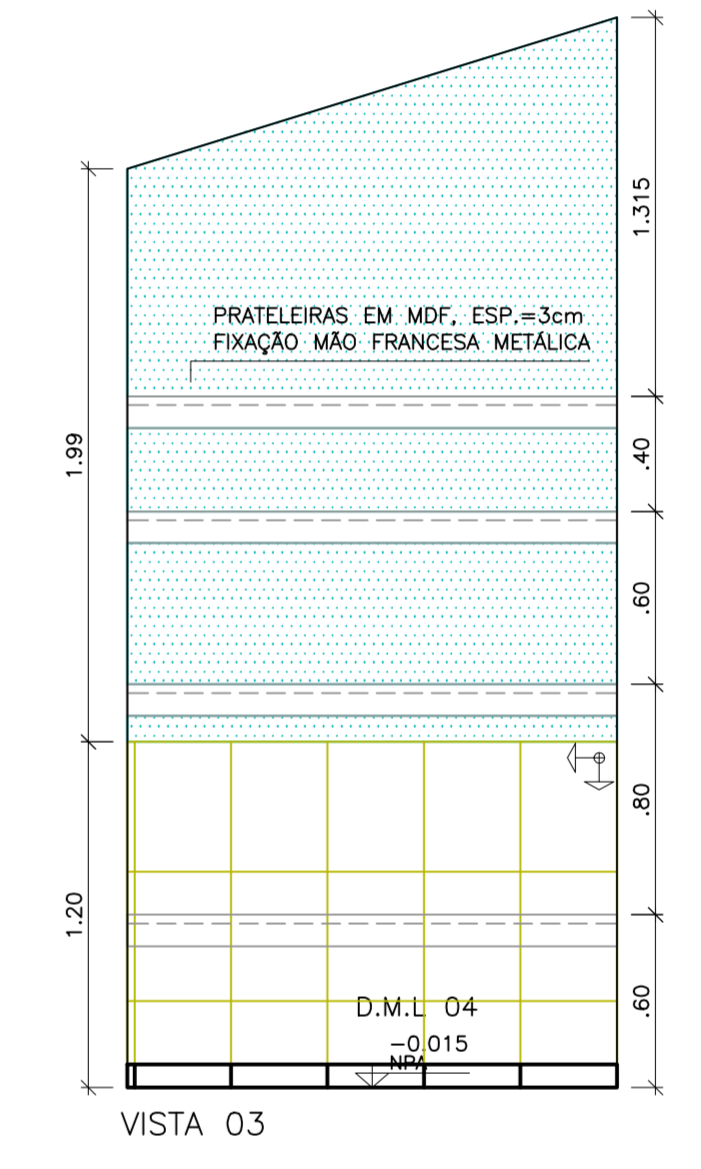 1.315
PRATELEIRAS EM MDF, ESP.=3cm
FIXAÇÃO MÃO FRANCESA METÁLICA
1.99
.40
.60
.80
1.20
.60
D.M.L 04
-0.015
NPA
VISTA 03